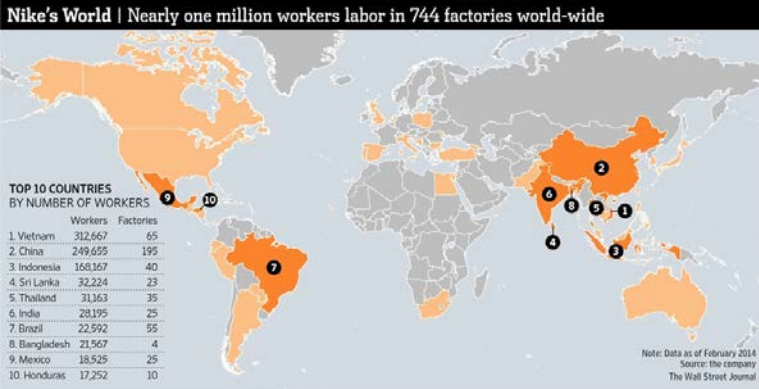 Nike's World | Nearly one million workers labor in 744 factories world-wide
TOP 10 COUNTRIES
BY NUMBER OF WORKERS
Workers Factories
1. Vietnam 312,667 65
2. China 249,655 195
3. Indonesia 168,167 40
4. Sri Lanka 32,224 23
5. Thailand 31,163 35
6. India 28,195 25
7. Brazil 22,592 55
8. Bangladesh 21,567 4
9. Mexico 18,525 25
10. Honduras 17,252 10
9
10
7
2
6
8
5
1
4
3
Note: Data as of February 2014
Source: the company
The Wall Street Journal